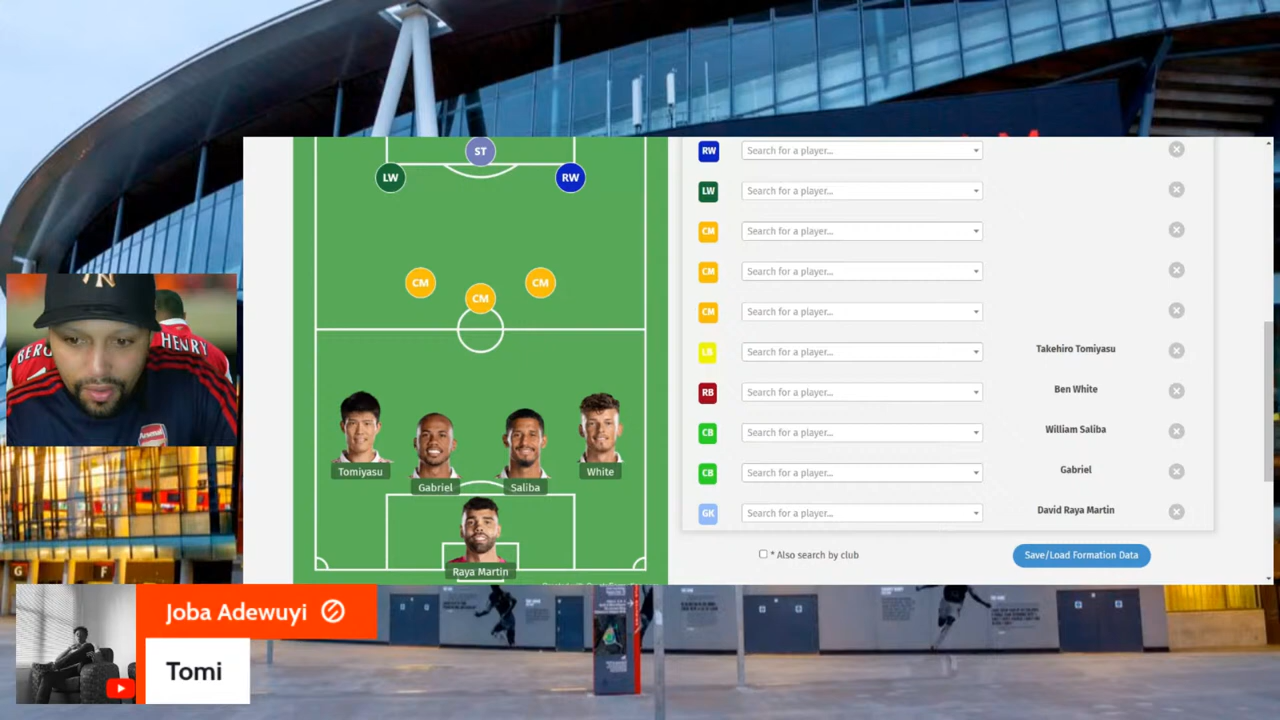 ST
LW
RW
CM
CM
CM
Tomiyasu
Gabriel
Saliba
White
Raya Martin
RW
Search for a player...
LW
Search for a player...
CM
Search for a player...
CM
Search for a player...
CM
Search for a player...
LB
Search for a player...
Takehiro Tomiyasu
RB
Search for a player...
Ben White
CB
Search for a player...
William Saliba
CB
Search for a player...
Gabriel
GK
Search for a player...
David Raya Martin
* Also search by club
Save/Load Formation Data
HENRY
Arsenal
G
F
Joba Adewuyi
Tomi